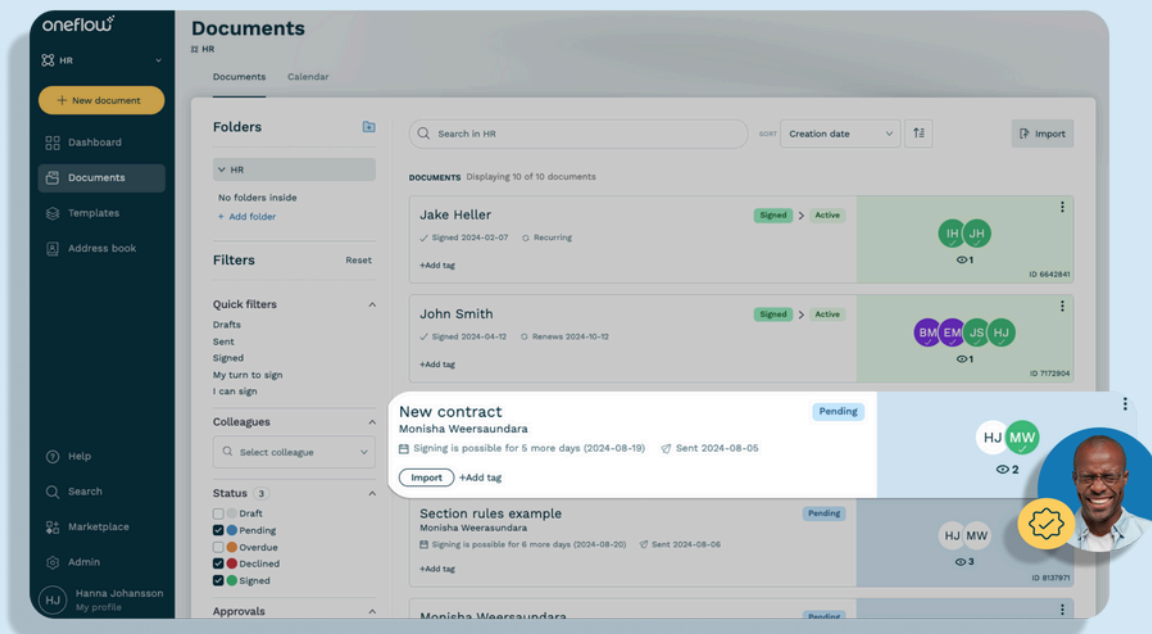 oneflow
HR
New document
Dashboard
Documents
Templates
Address book
Help
Search
Marketplace
Admin
HJ
Hanna Johansson
My profile
Documents
HR
Documents
Calendar
Folders
HR
No folders inside
+ Add folder
Filters
Reset
Quick filters
Drafts
Sent
Signed
My turn to sign
I can sign
Colleagues
Select colleague
Status 3
Draft
Pending
Overdue
Declined
Signed
Approvals
Search in HR
SORT
Creation date
Import
DOCUMENTS Displaying 10 of 10 documents
Jake Heller
Signed > Active
Signed 2024-02-07 Recurring
+Add tag
IH JH
1
ID 6642841
John Smith
Signed > Active
Signed 2024-04-12 Renews 2024-10-12
+Add tag
BM EM JS HJ
1
ID 7172804
New contract
Pending
Monisha Weersaundara
Signing is possible for 5 more days (2024-08-19) Sent 2024-08-05
Import +Add tag
HJ MW
2
Section rules example
Pending
Monisha Weerasundara
Signing is possible for 6 more days (2024-08-20) Sent 2024-08-06
+Add tag
HJ MW
3
ID 8137971
Monisha Weersaundara
Pending